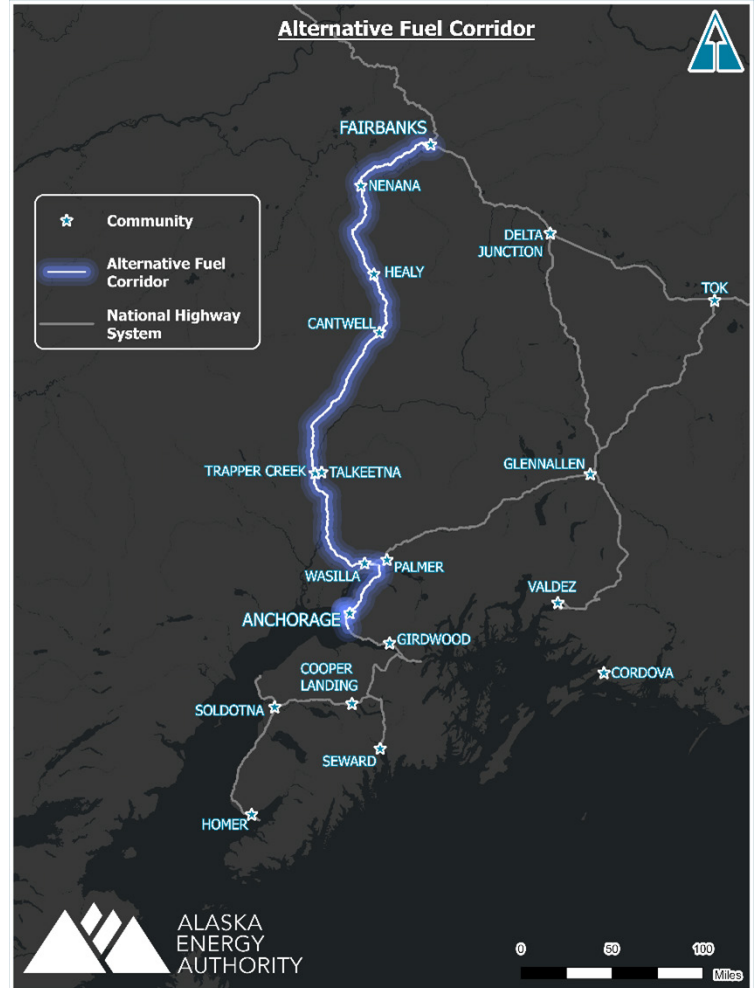 Alternative Fuel Corridor
FAIRBANKS
NENANA
Community
Alternative Fuel
Corridor
National Highway
System
DELTA
JUNCTION
HEALY
TOK
CANTWELL
TRAPPER CREEK
TALKEETNA
GLENNALLEN
WASILLA
PALMER
VALDEZ
ANCHORAGE
GIRDWOOD
COOPER
LANDING
CORDOVA
SOLDOTNA
SEWARD
HOMER
ALASKA
ENERGY
AUTHORITY
0 50 100
Miles